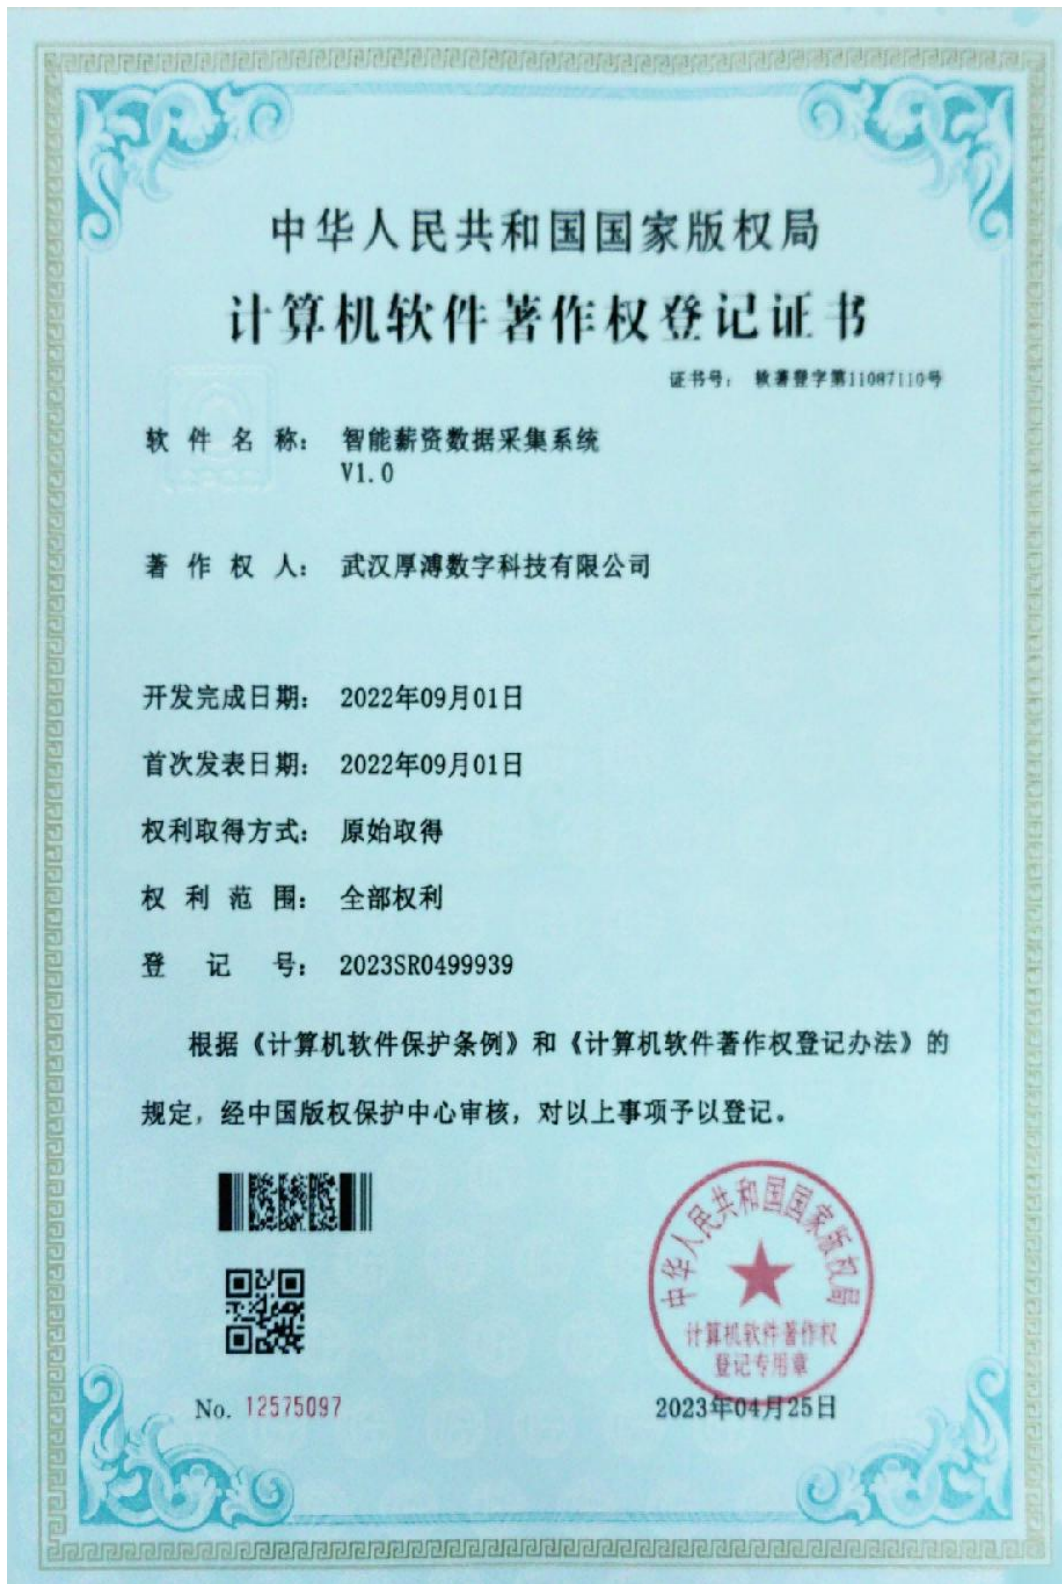 中华人民共和国国家版权局
计算机软件著作权登记证书
证书号： 软著登字第11087110号
软件名称： 智能薪资数据采集系统
V1.0
著作权人： 武汉厚溥数字科技有限公司
开发完成日期： 2022年09月01日
首次发表日期： 2022年09月01日
权利取得方式： 原始取得
权利范围： 全部权利
登记号： 2023SR0499939
根据《计算机软件保护条例》和《计算机软件著作权登记办法》的
规定，经中国版权保护中心审核，对以上事项予以登记。
中华人民共和国国家版权局
计算机软件著作权
登记专用章
No. 12575097
2023年04月25日